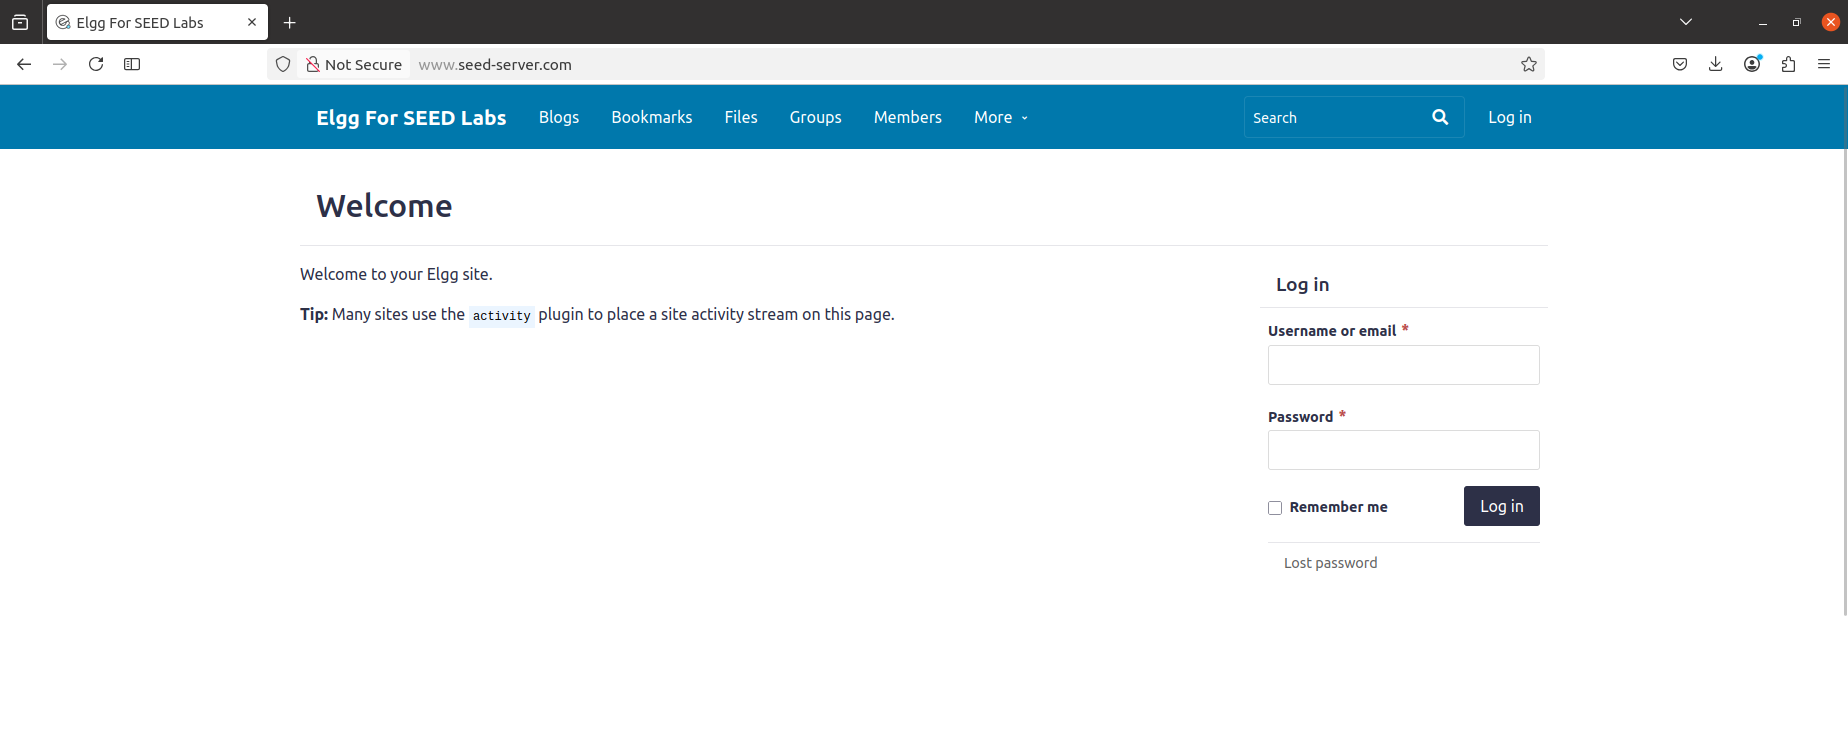 Elgg For SEED Labs
Not Secure www.seed-server.com
Elgg For SEED Labs Blogs Bookmarks Files Groups Members More Search Log in
Welcome
Welcome to your Elgg site.
Tip: Many sites use the activity plugin to place a site activity stream on this page.
Log in
Username or email *
Password *
Remember me Log in
Lost password